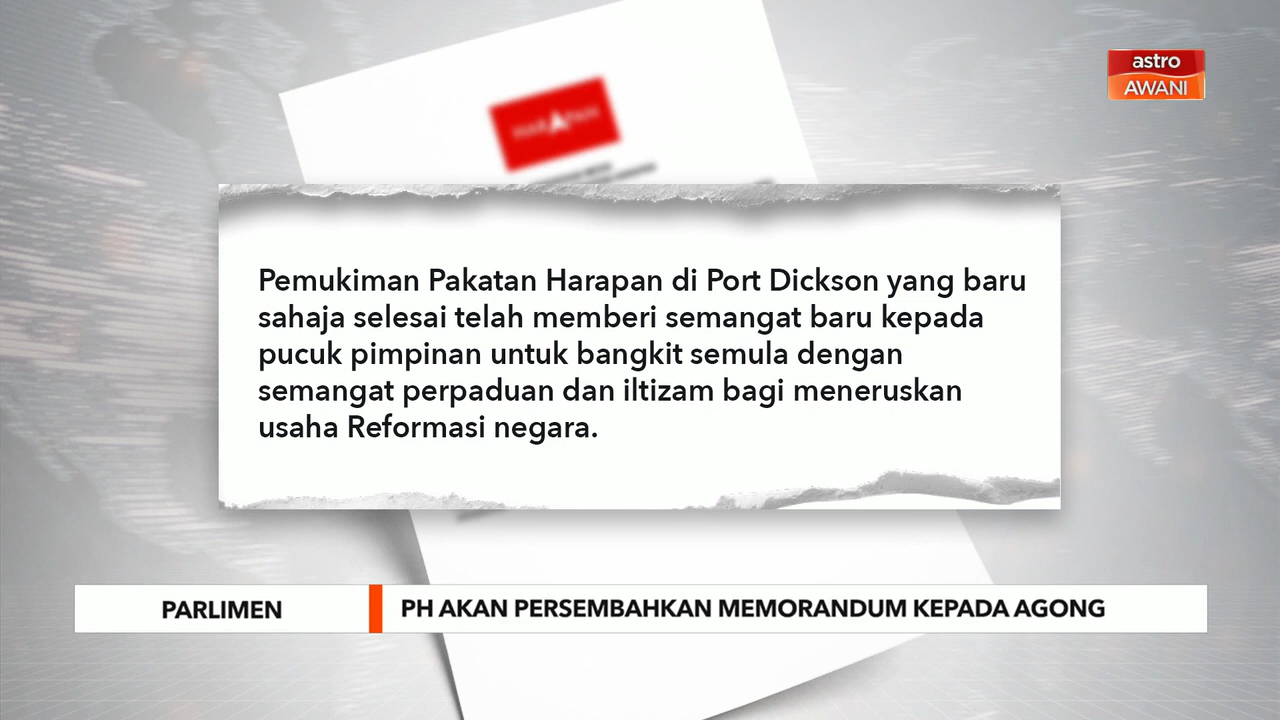 astro
AWANI
HARAPAN
Pemukiman Pakatan Harapan di Port Dickson yang baru
sahaja selesai telah memberi semangat baru kepada
pucuk pimpinan untuk bangkit semula dengan
semangat perpaduan dan iltizam bagi meneruskan
usaha Reformasi negara.
PARLIMEN
PH AKAN PERSEMBAHKAN MEMORANDUM KEPADA AGONG